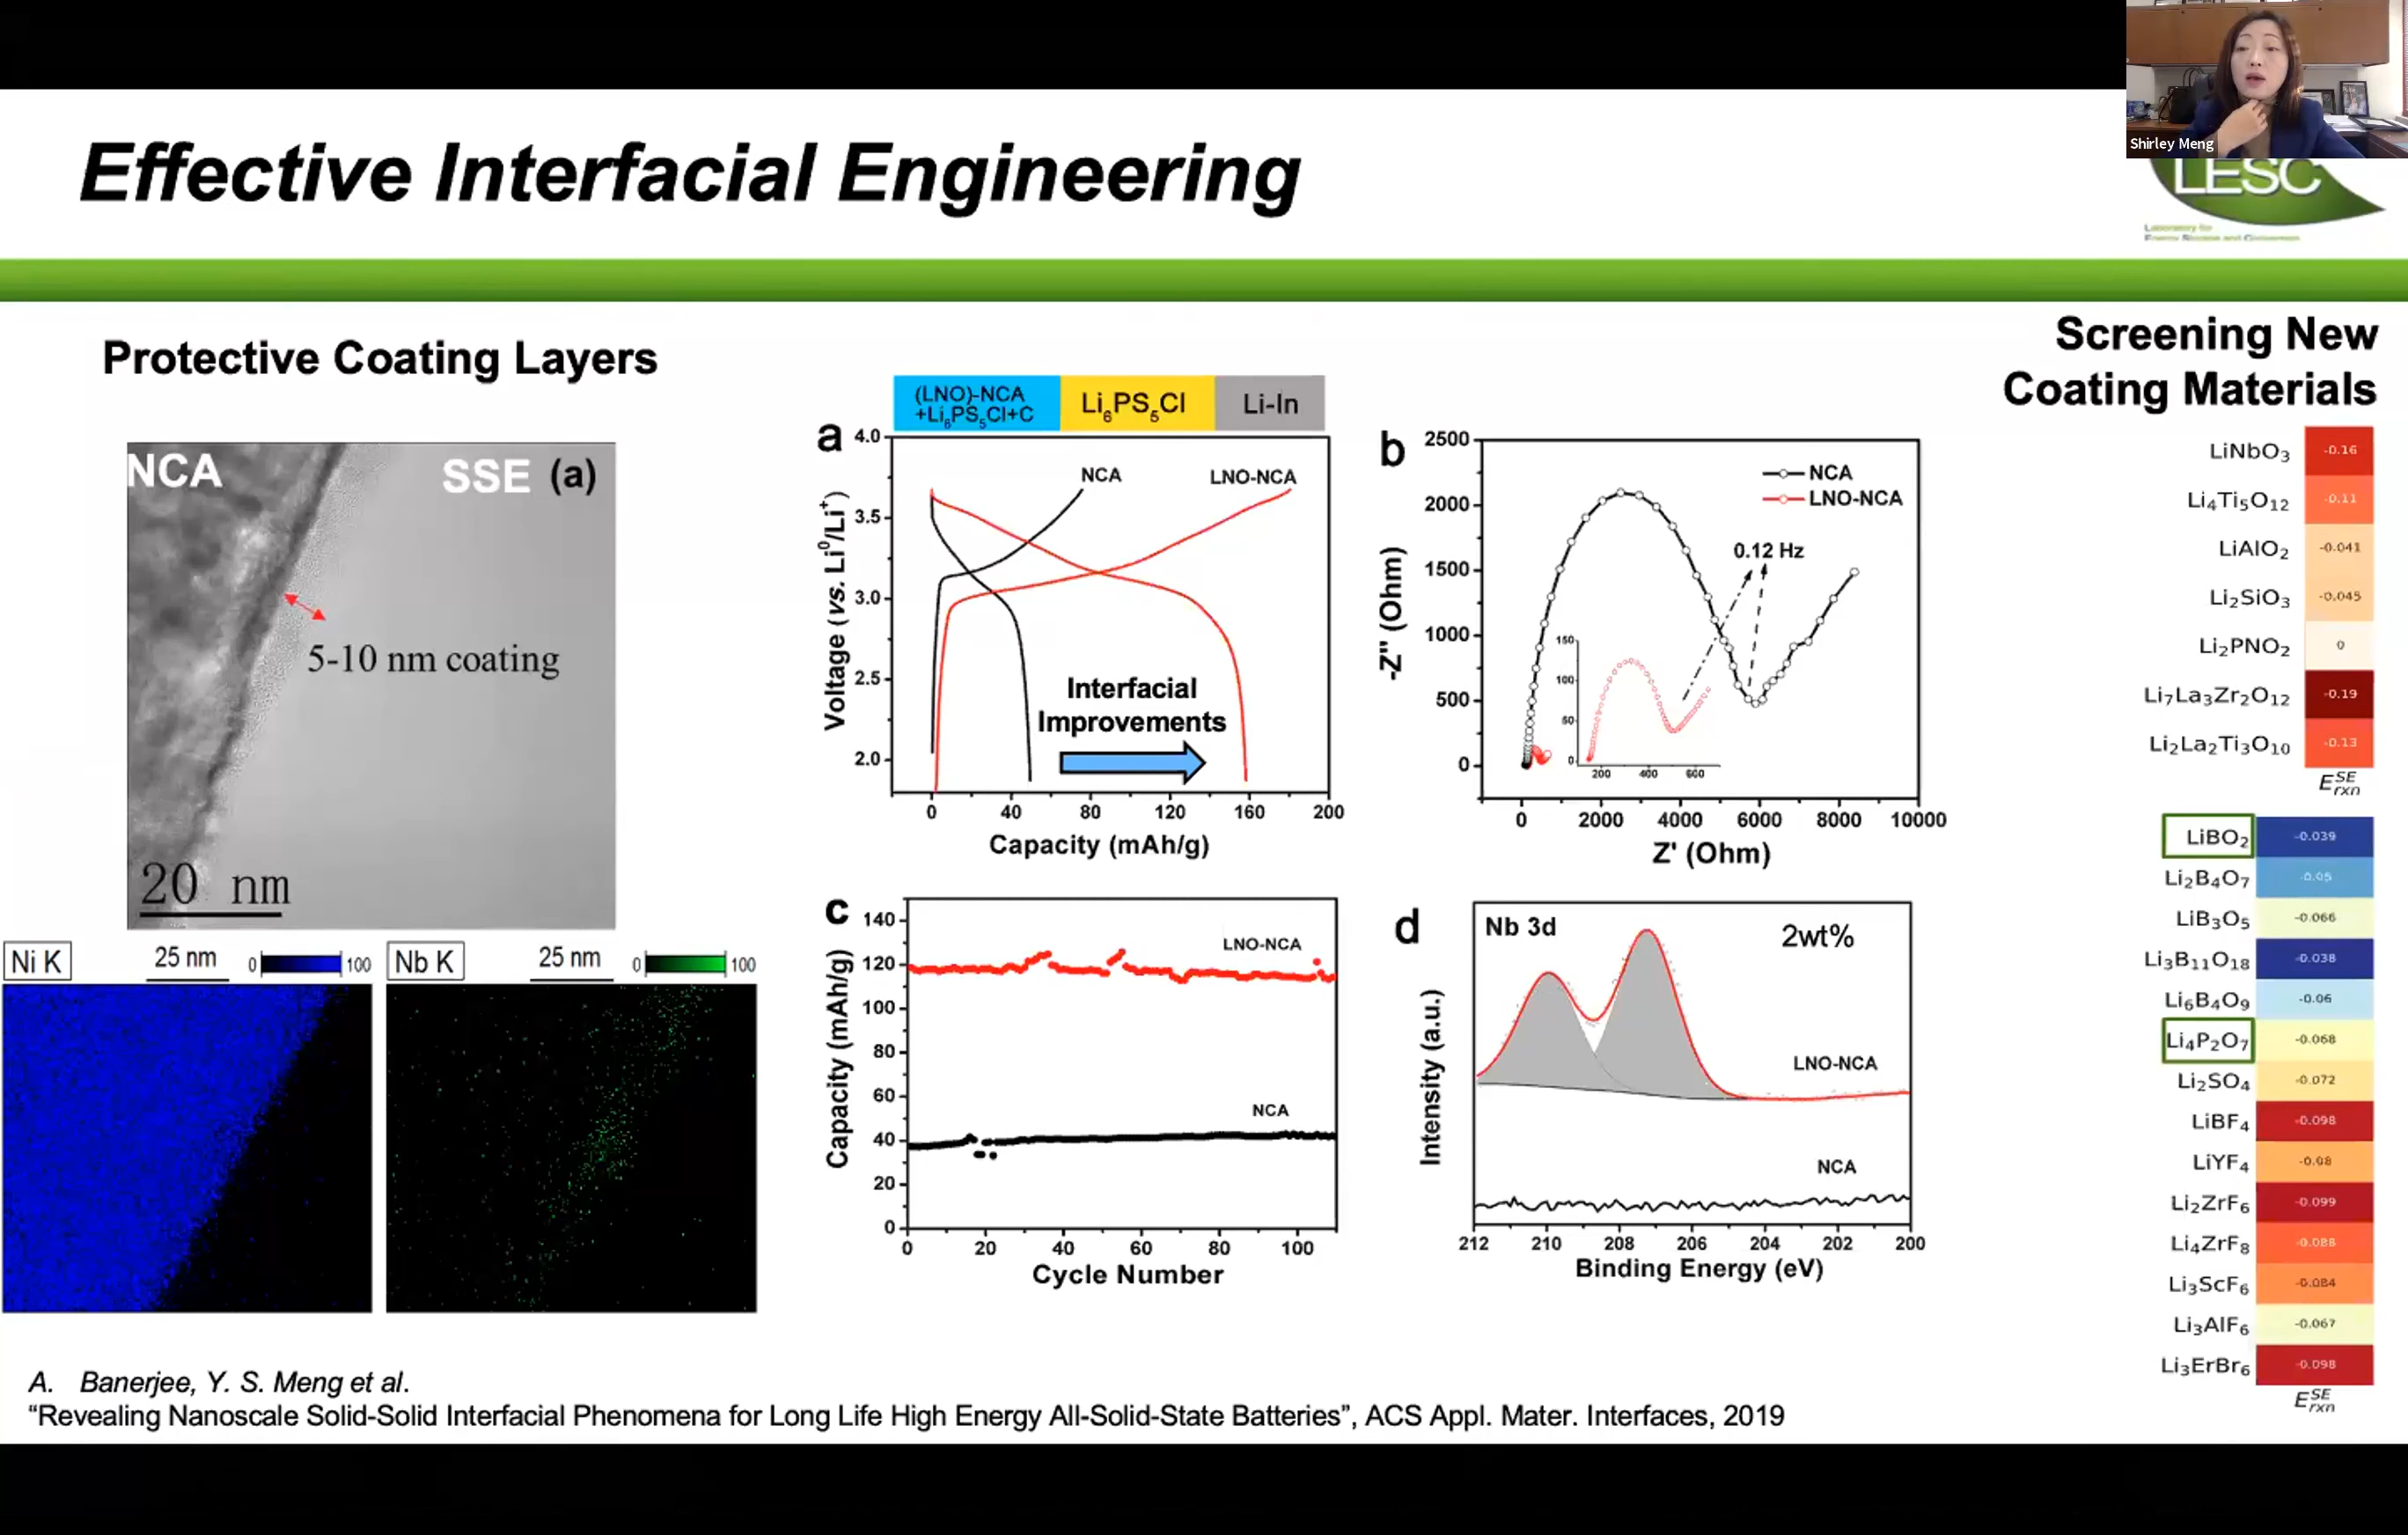 Shirley Meng
Effective Interfacial Engineering
LESC
Laboratory for
Energy Storage and Conversion
Protective Coating Layers
NCA
SSE (a)
5-10 nm coating
20 nm
Ni K
25 nm
0
100
Nb K
25 nm
0
100
(LNO)-NCA
+Li₆PS₅Cl+C
Li₆PS₅Cl
Li-In
a
4.0
3.5
3.0
2.5
2.0
Voltage (vs. Li⁰/Li⁺)
NCA
LNO-NCA
Interfacial
Improvements
0 40 80 120 160 200
Capacity (mAh/g)
b
2500
2000
1500
1000
500
0
-Z'' (Ohm)
NCA
LNO-NCA
0.12 Hz
150
100
50
0
200 400 600
0 2000 4000 6000 8000 10000
Z' (Ohm)
c
140
120
100
80
60
40
20
0
Capacity (mAh/g)
LNO-NCA
NCA
0 20 40 60 80 100
Cycle Number
d
Nb 3d
2wt%
Intensity (a.u.)
LNO-NCA
NCA
212 210 208 206 204 202 200
Binding Energy (eV)
Screening New
Coating Materials
LiNbO₃ -0.16
Li₄Ti₅O₁₂ -0.11
LiAlO₂ -0.041
Li₂SiO₃ -0.045
Li₂PNO₂ 0
Li₇La₃Zr₂O₁₂ -0.19
Li₂La₂Ti₃O₁₀ -0.13
E SE rxn
LiBO₂ -0.039
Li₂B₄O₇ -0.05
LiB₃O₅ -0.066
Li₃B₁₁O₁₈ -0.038
Li₆B₄O₉ -0.06
Li₄P₂O₇ -0.068
Li₂SO₄ -0.072
LiBF₄ -0.098
LiYF₄ -0.08
Li₂ZrF₆ -0.099
Li₄ZrF₈ -0.088
Li₃ScF₆ -0.084
Li₃AlF₆ -0.067
Li₃ErBr₆ -0.098
E SE rxn
A. Banerjee, Y. S. Meng et al.
“Revealing Nanoscale Solid-Solid Interfacial Phenomena for Long Life High Energy All-Solid-State Batteries”, ACS Appl. Mater. Interfaces, 2019